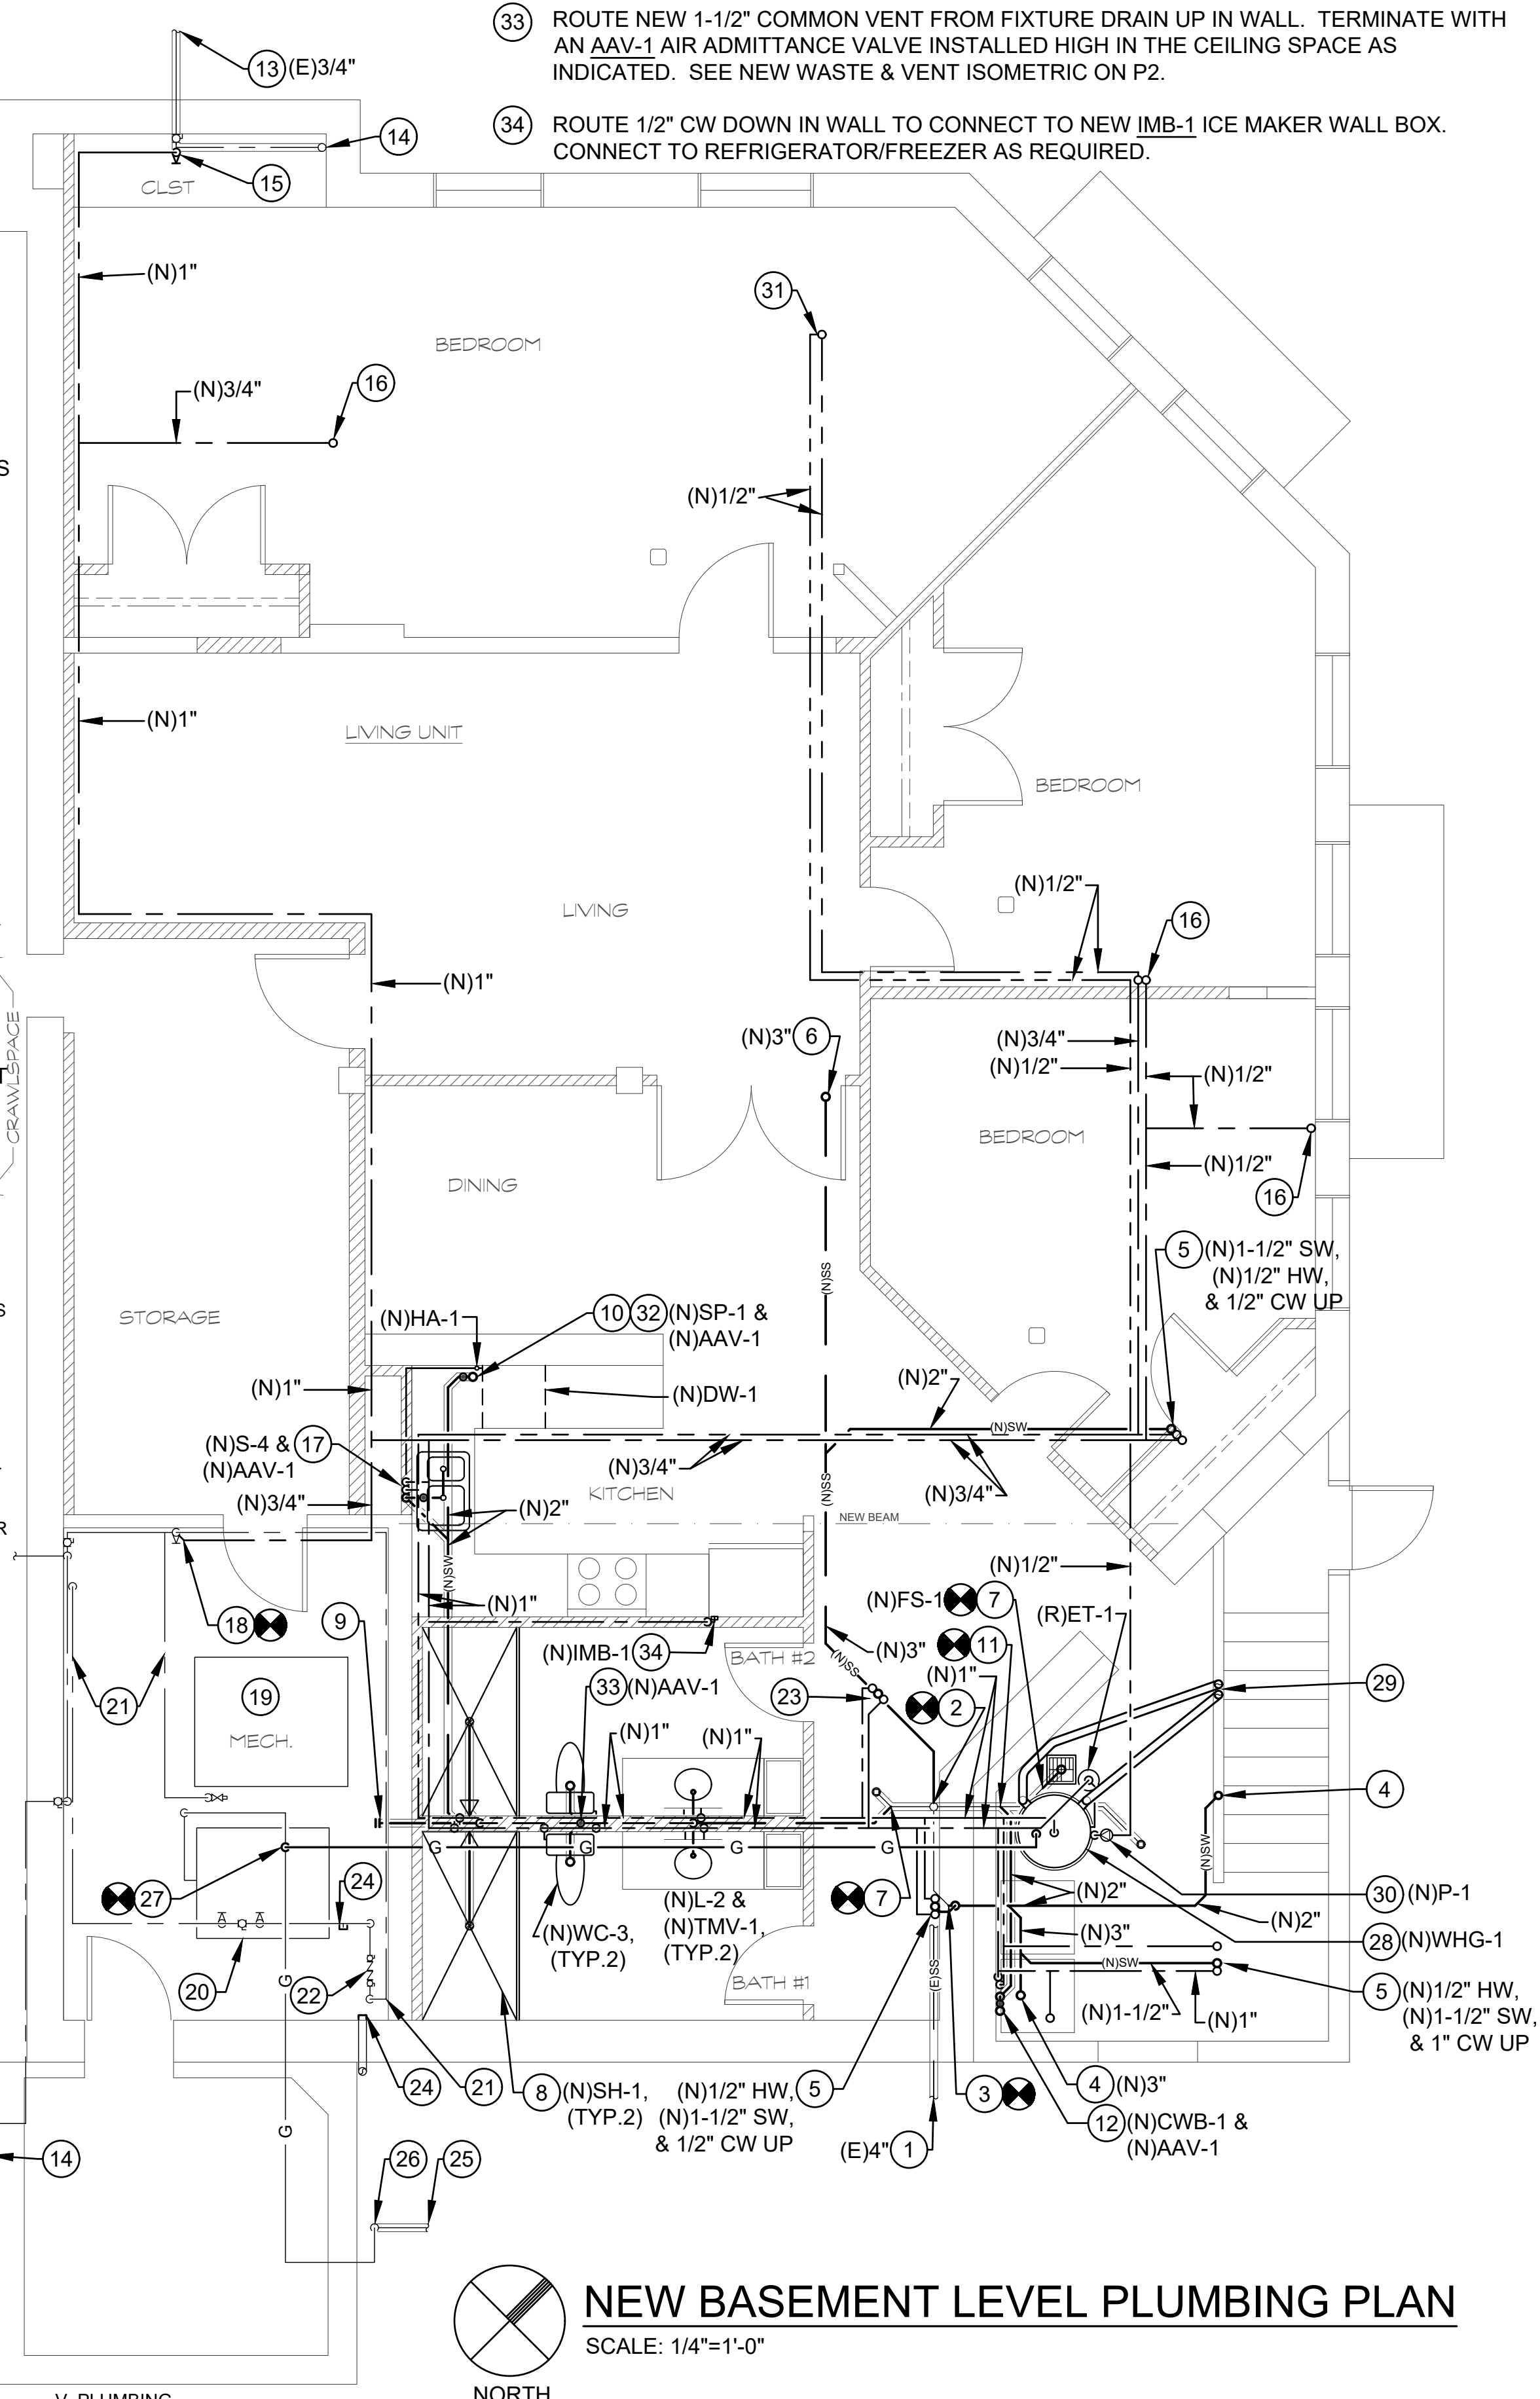 33 ROUTE NEW 1-1/2" COMMON VENT FROM FIXTURE DRAIN UP IN WALL. TERMINATE WITH
AN AAV-1 AIR ADMITTANCE VALVE INSTALLED HIGH IN THE CEILING SPACE AS
INDICATED. SEE NEW WASTE & VENT ISOMETRIC ON P2.
34 ROUTE 1/2" CW DOWN IN WALL TO CONNECT TO NEW IMB-1 ICE MAKER WALL BOX.
CONNECT TO REFRIGERATOR/FREEZER AS REQUIRED.
13 (E)3/4"
14
15
CLST
(N)1"
31
BEDROOM
16
(N)3/4"
S
(N)1/2"
(N)1"
LIVING UNIT
BEDROOM
(N)1/2"
LIVING
16
(N)1"
CRAWLSPACE
T
(N)3" 6
(N)3/4"
(N)1/2"
(N)1/2"
BEDROOM
(N)1/2"
DINING
16
5 (N)1-1/2" SW,
(N)1/2" HW,
& 1/2" CW UP
(N)SS
S
STORAGE
(N)HA-1
10 32 (N)SP-1 &
(N)AAV-1
(N)1"
(N)DW-1
(N)2"
(N)SW
(N)S-4 & 17
(N)AAV-1
(N)3/4"
(N)3/4"
KITCHEN
(N)3/4"
(N)SS
(N)2"
R
NEW BEAM
(N)SW
(N)1/2"
(N)1"
(N)FS-1 7
(R)ET-1
18
9
(N)IMB-1 34
BATH #2
(N)3"
11
(N)SS
(N)1"
33 (N)AAV-1
23
2
29
19
21
MECH.
(N)1"
(N)1"
4
G G G G
(N)SW
27
24
(N)L-2 &
(N)TMV-1,
(TYP.2)
7
(N)2"
30 (N)P-1
(N)2"
(N)WC-3,
(TYP.2)
(N)3"
28 (N)WHG-1
G
20
22
BATH #1
(E)SS
(N)SW
5 (N)1/2" HW,
(N)1-1/2" SW,
& 1" CW UP
(N)1-1/2"
(N)1"
24
21
8 (N)SH-1,
(TYP.2)
(N)1/2" HW, 5
(N)1-1/2" SW,
& 1/2" CW UP
3
4 (N)3"
12 (N)CWB-1 &
(N)AAV-1
G
(E)4" 1
14
26
25
NEW BASEMENT LEVEL PLUMBING PLAN
SCALE: 1/4"=1'-0"
NORTH